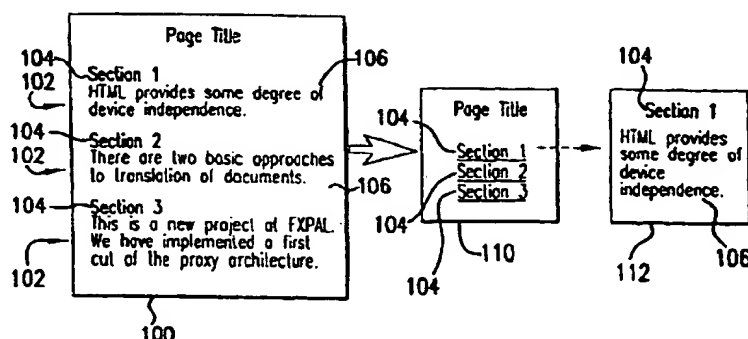 Page Title
104
Section 1
106
102
HTML provides some degree of
device independence.
104
Section 2
102
There are two basic approaches
to translation of documents.
106
104
Section 3
This is a new project at FXPAL.
We have implemented a first
cut of the proxy architecture.
102
100
Page Title
104
Section 1
Section 2
Section 3
104
104
110
104
Section 1
HTML provides
some degree of
device
independence.
112
106